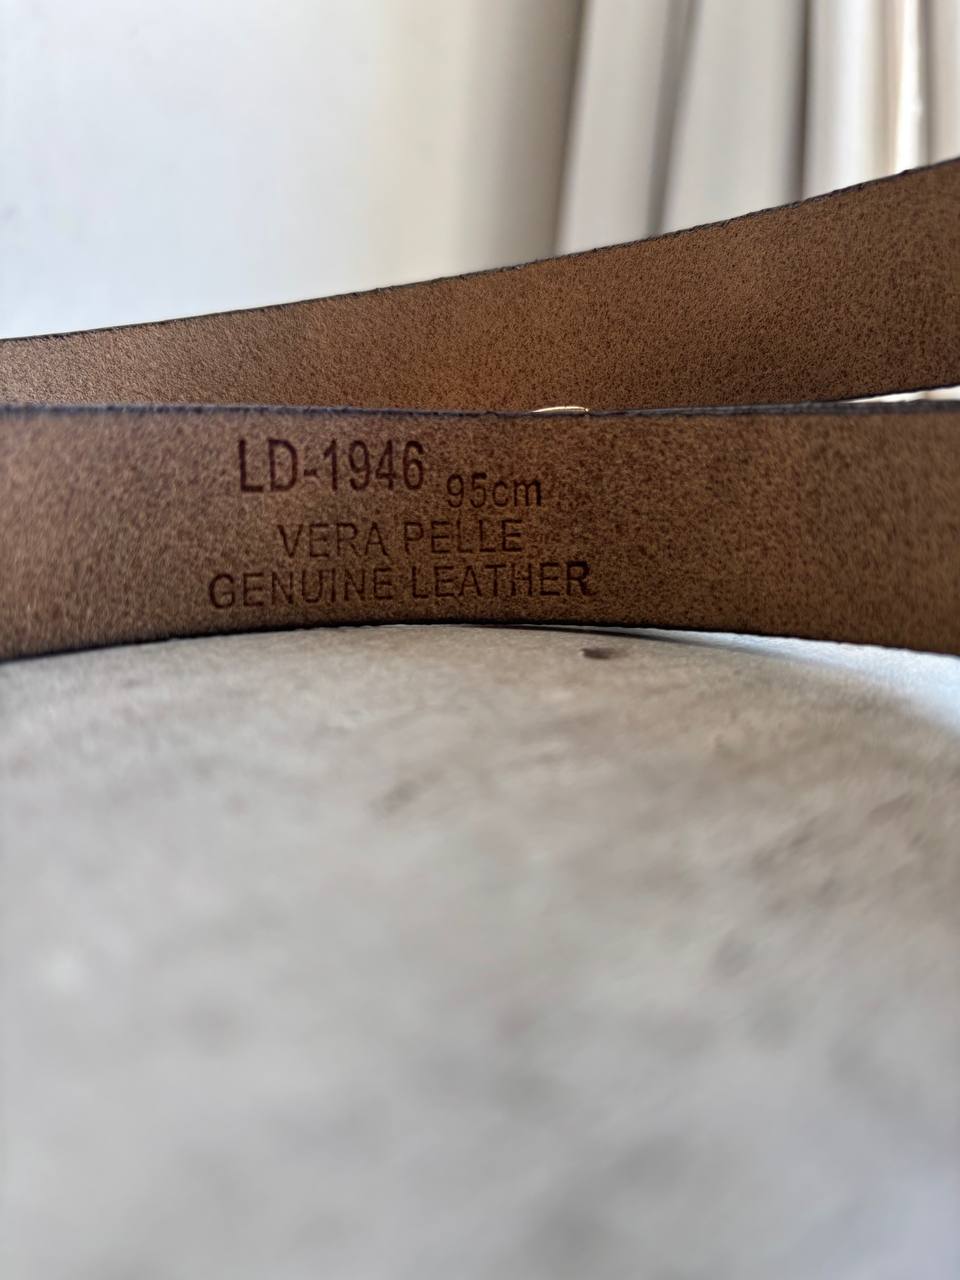 LD-1946 95cm
VERA PELLE
GENUINE LEATHER